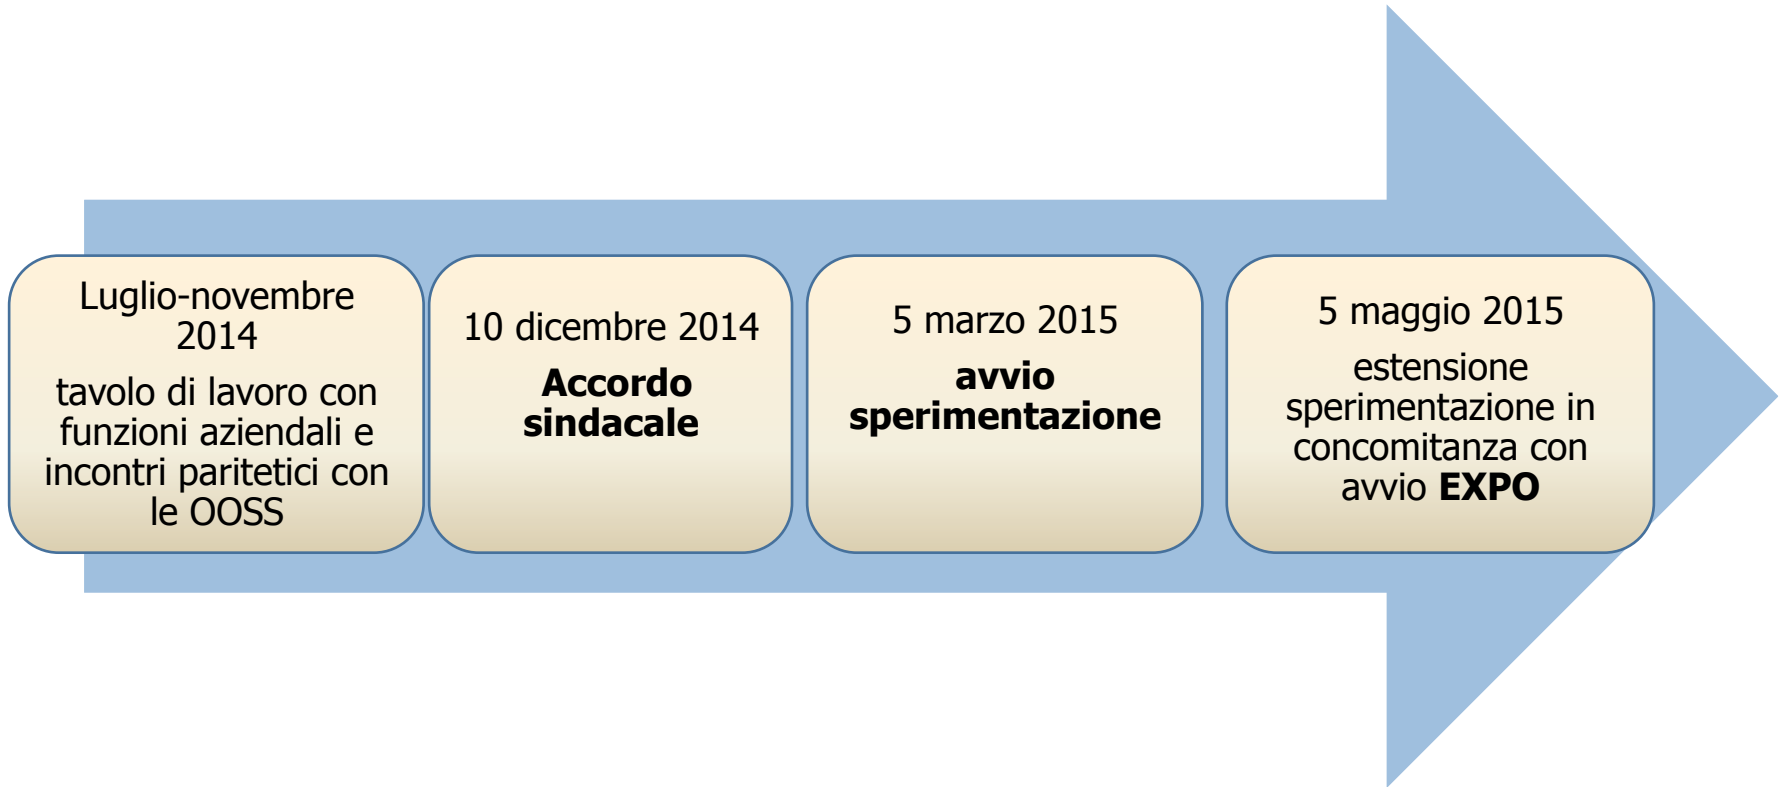 Luglio-novembre
2014
tavolo di lavoro con
funzioni aziendali e
incontri paritetici con
le OOSS
10 dicembre 2014
Accordo
sindacale
5 marzo 2015
avvio
sperimentazione
5 maggio 2015
estensione
sperimentazione in
concomitanza con
avvio EXPO